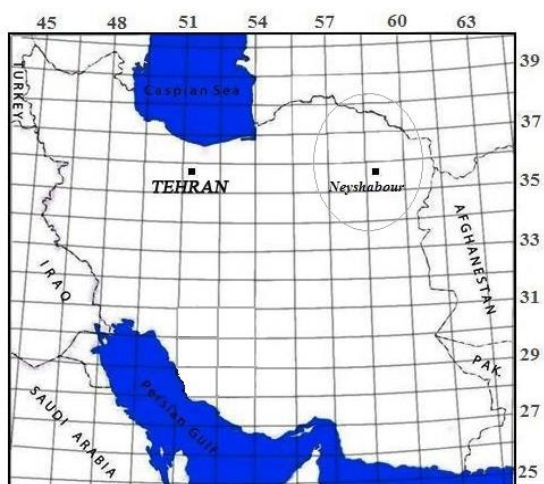 45 48 51 54 57 60 63
39
Caspian Sea
TURKEY
37
TEHRAN
Neyshabour
35
AFGHANESTAN
33
IRAQ
31
PAK.
29
Persian Gulf
SAUDI ARABIA
27
25